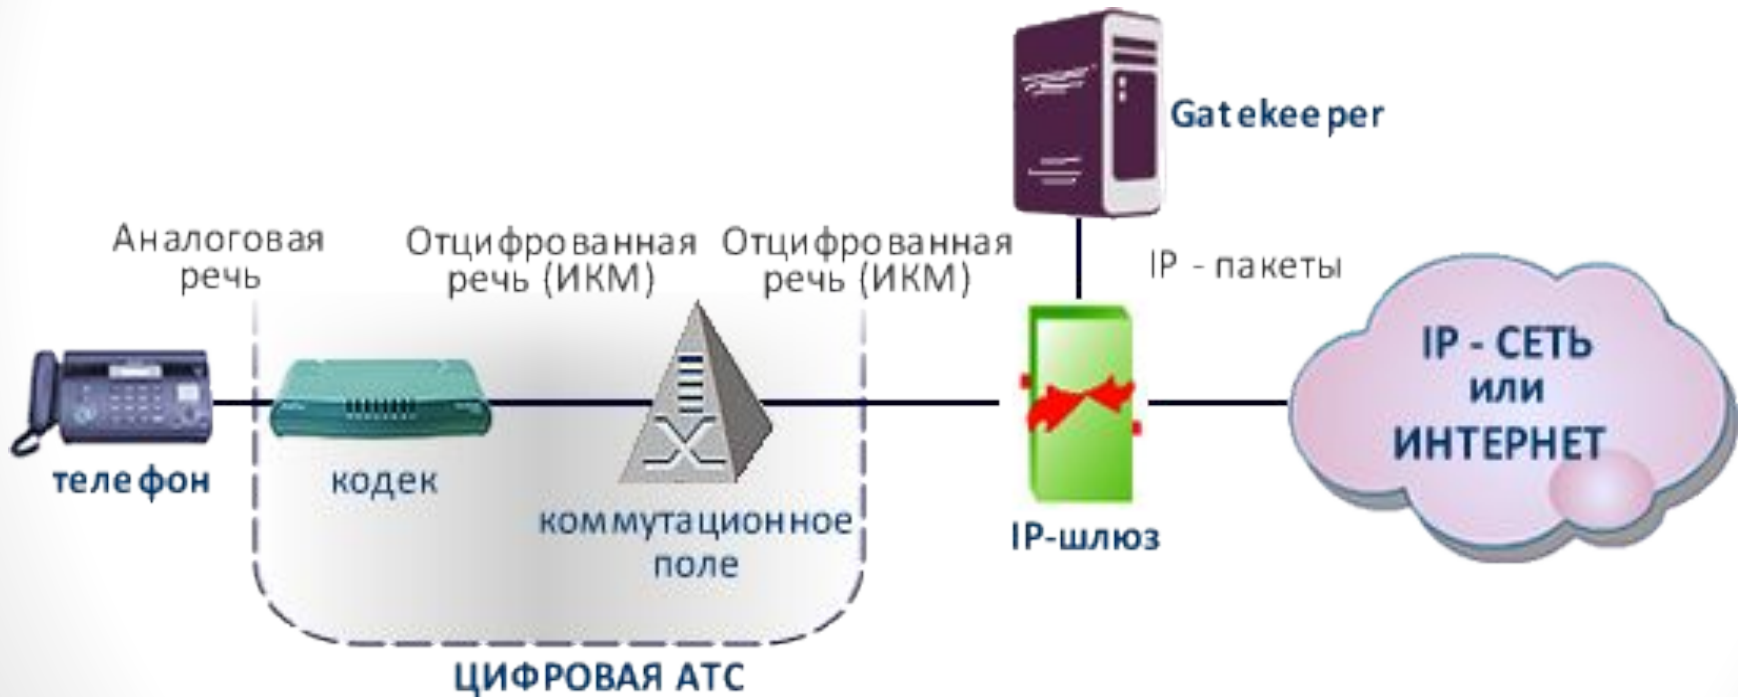 Gatekeeper
Аналоговая
речь
Отцифрованная
речь (ИКМ)
Отцифрованная
речь (ИКМ)
IP - пакеты
IP - СЕТЬ
или
ИНТЕРНЕТ
телефон
кодек
коммутационное
поле
IP-шлюз
ЦИФРОВАЯ АТС